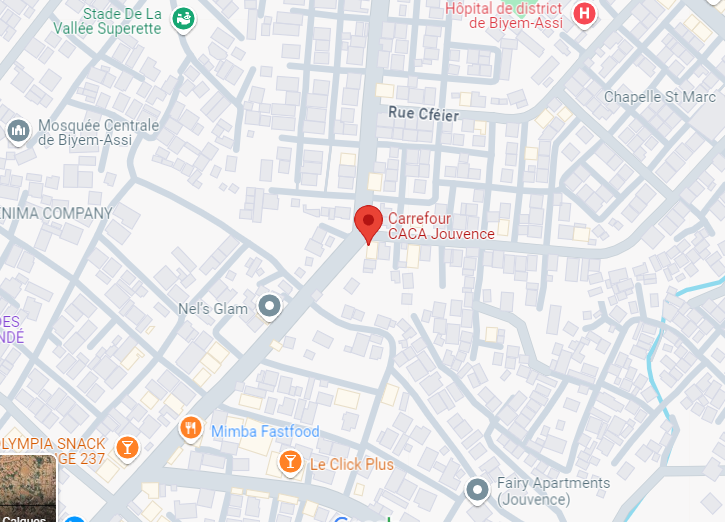 Stade De La
Vallée Superette
Hôpital de district
de Biyem-Assi
Chapelle St Marc
Rue Cféier
Mosquée Centrale
de Biyem-Assi
ENIMA COMPANY
Carrefour
CACA Jouvence
Nel's Glam
DES
NDÉ
Mimba Fastfood
OLYMPIA SNACK
GE 237
Le Click Plus
Fairy Apartments
(Jouvence)
Calques